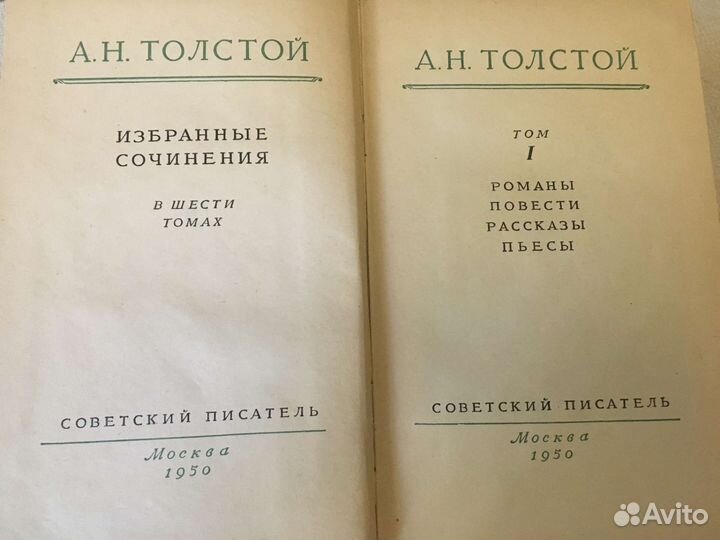 А.Н. ТОЛСТОЙ
ИЗБРАННЫЕ
СОЧИНЕНИЯ
В ШЕСТИ
ТОМАХ
СОВЕТСКИЙ ПИСАТЕЛЬ
Москва
1950
А.Н. ТОЛСТОЙ
ТОМ
I
РОМАНЫ
ПОВЕСТИ
РАССКАЗЫ
ПЬЕСЫ
СОВЕТСКИЙ ПИСАТЕЛЬ
Москва
1950
Avito